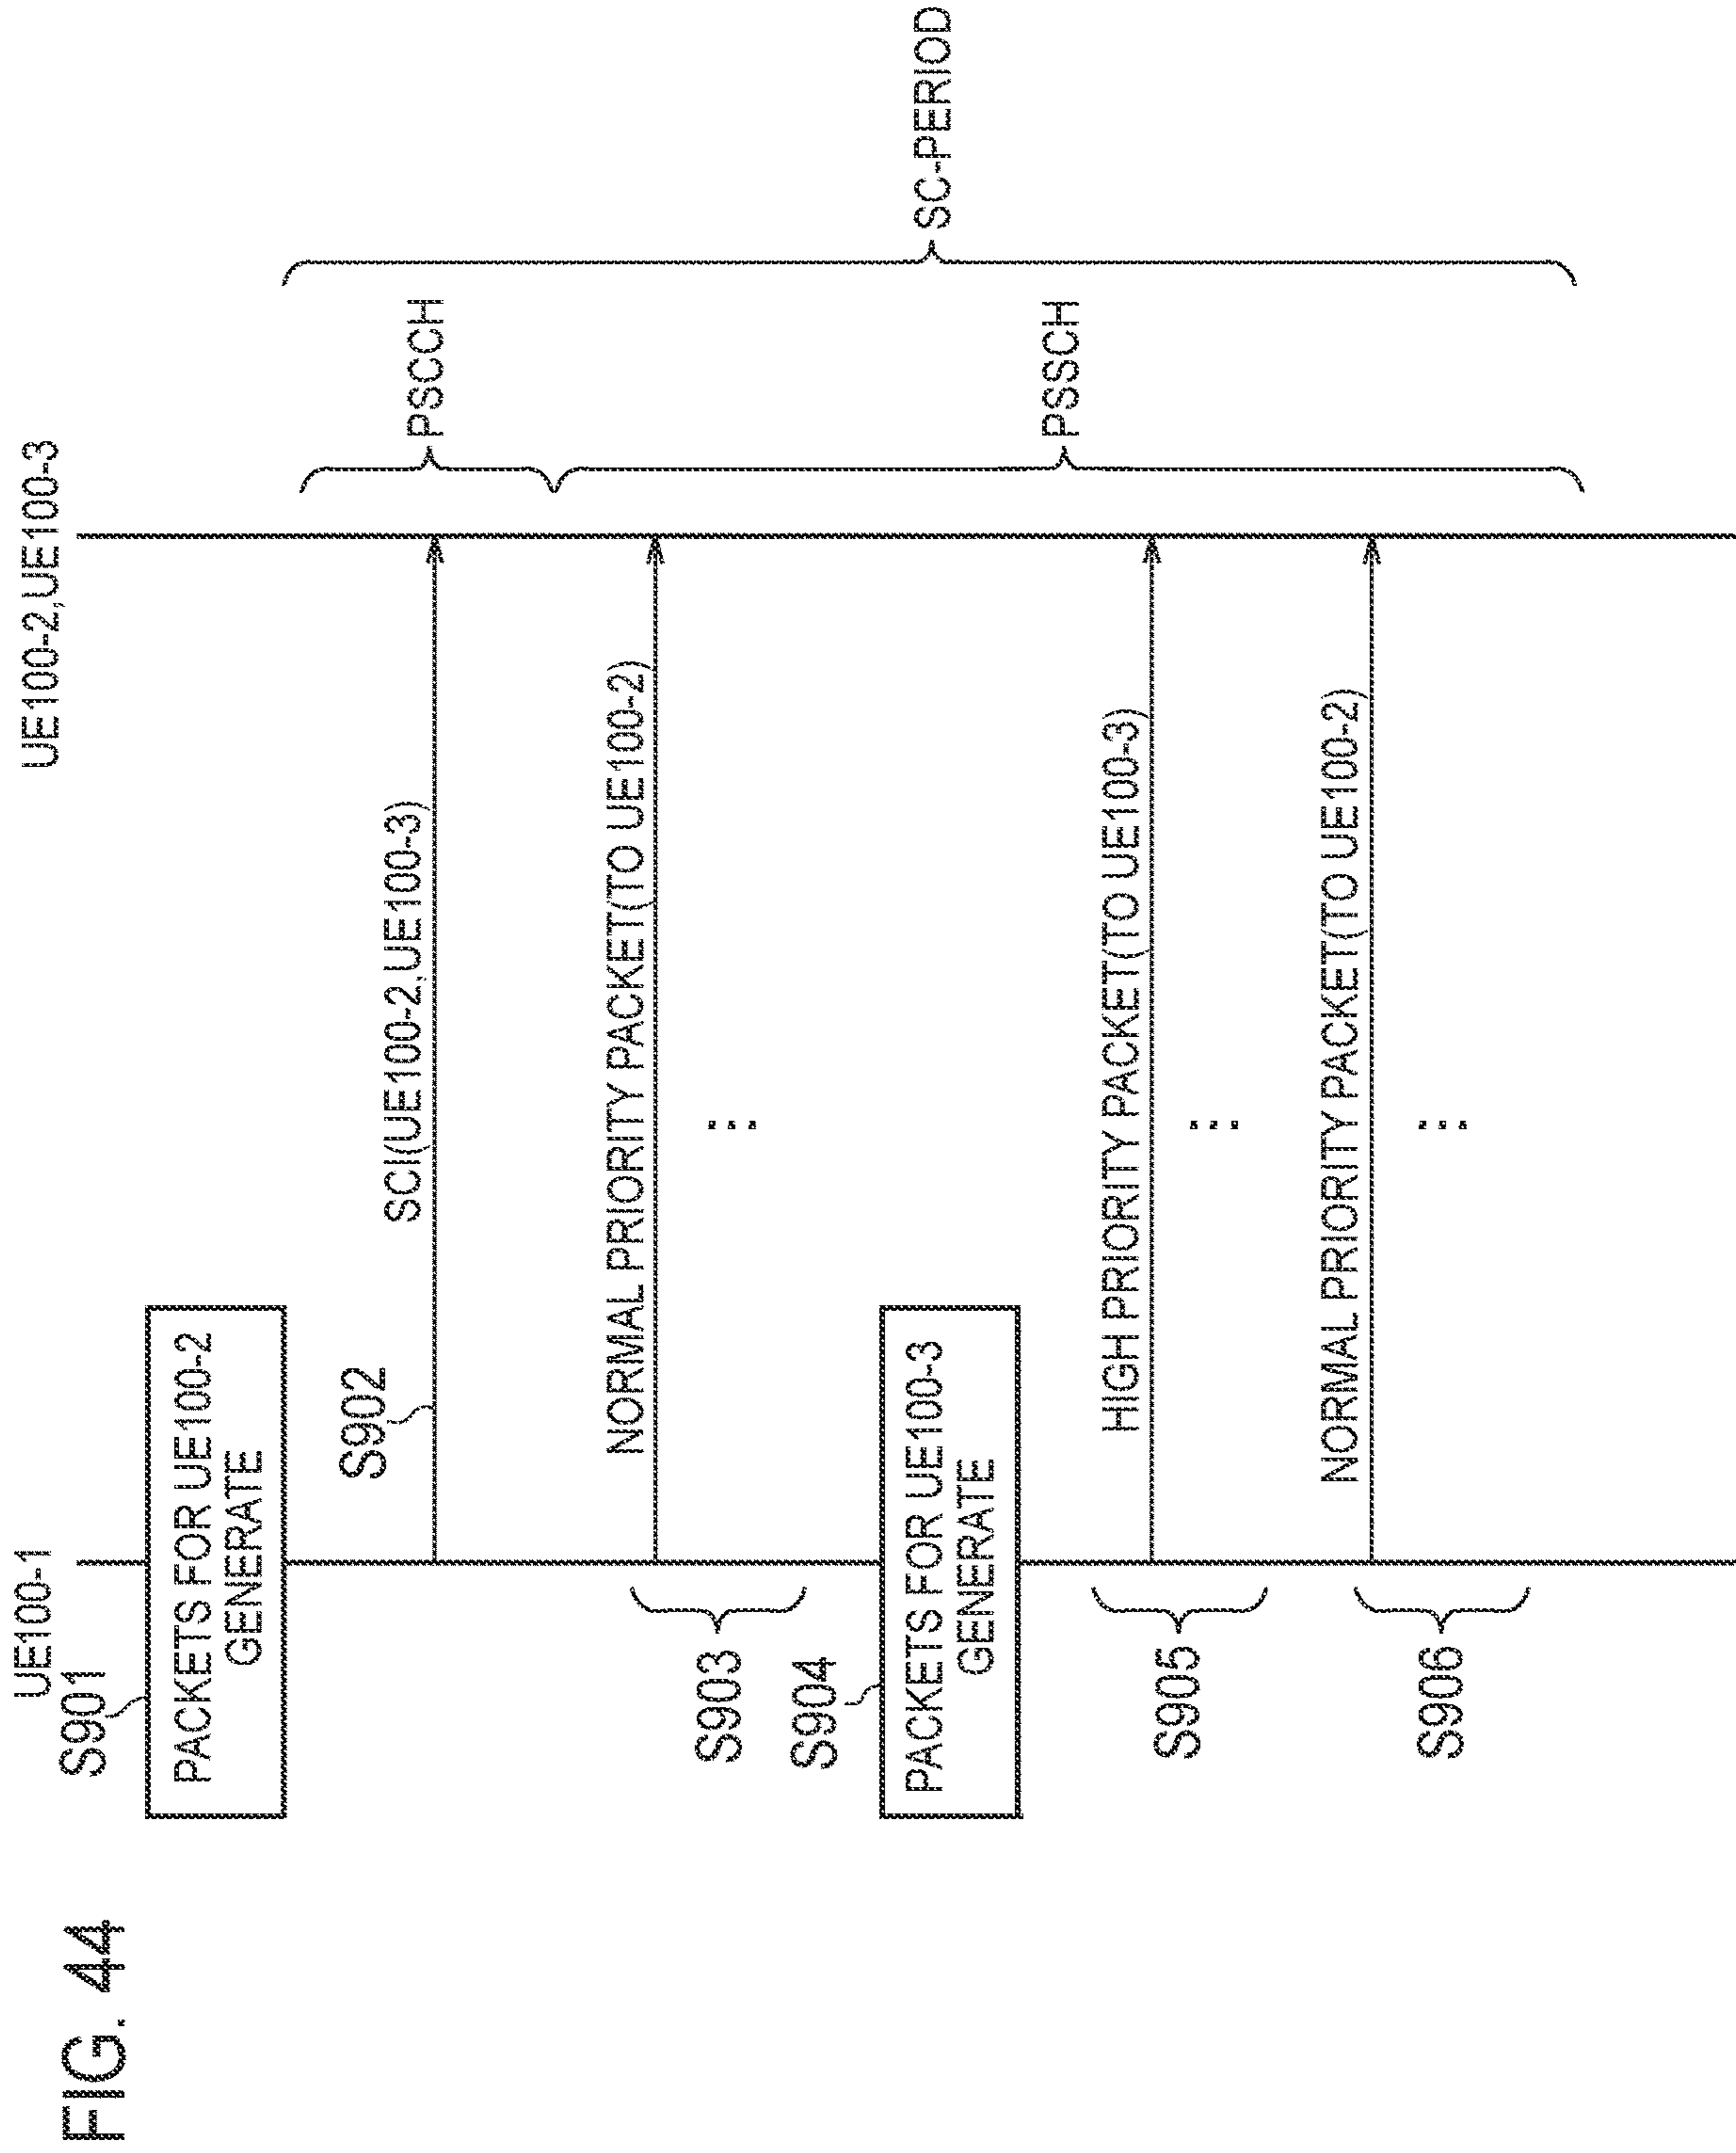 FIG. 44
UE100-1
UE100-2,UE100-3
S901
PACKETS FOR UE100-2
GENERATE
S902
SCI(UE100-2,UE100-3)
PSCCH
NORMAL PRIORITY PACKET(TO UE100-2)
...
S903
SC-PERIOD
S904
PACKETS FOR UE100-3
GENERATE
PSSCH
HIGH PRIORITY PACKET(TO UE100-3)
...
S905
NORMAL PRIORITY PACKET(TO UE100-2)
...
S906